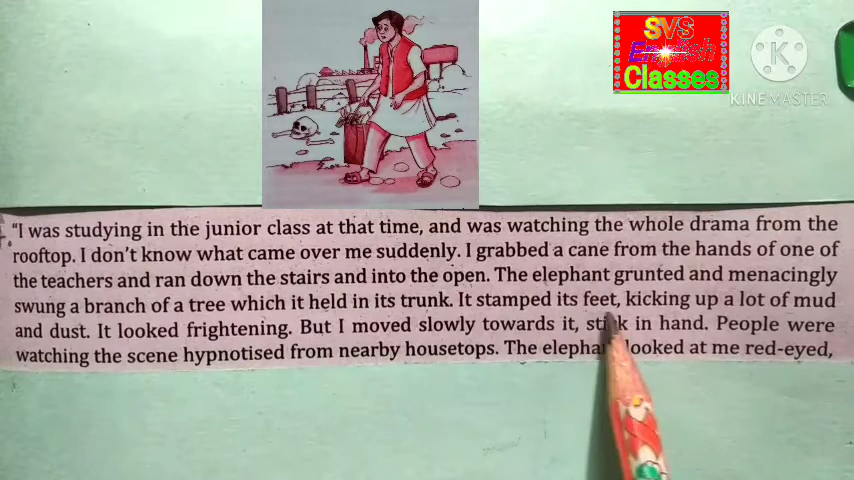 SVS
English
Classes
K
KINEMASTER
"I was studying in the junior class at that time, and was watching the whole drama from the
rooftop. I don't know what came over me suddenly. I grabbed a cane from the hands of one of
the teachers and ran down the stairs and into the open. The elephant grunted and menacingly
swung a branch of a tree which it held in its trunk. It stamped its feet, kicking up a lot of mud
and dust. It looked frightening. But I moved slowly towards it, stick in hand. People were
watching the scene hypnotised from nearby housetops. The elephant looked at me red-eyed,